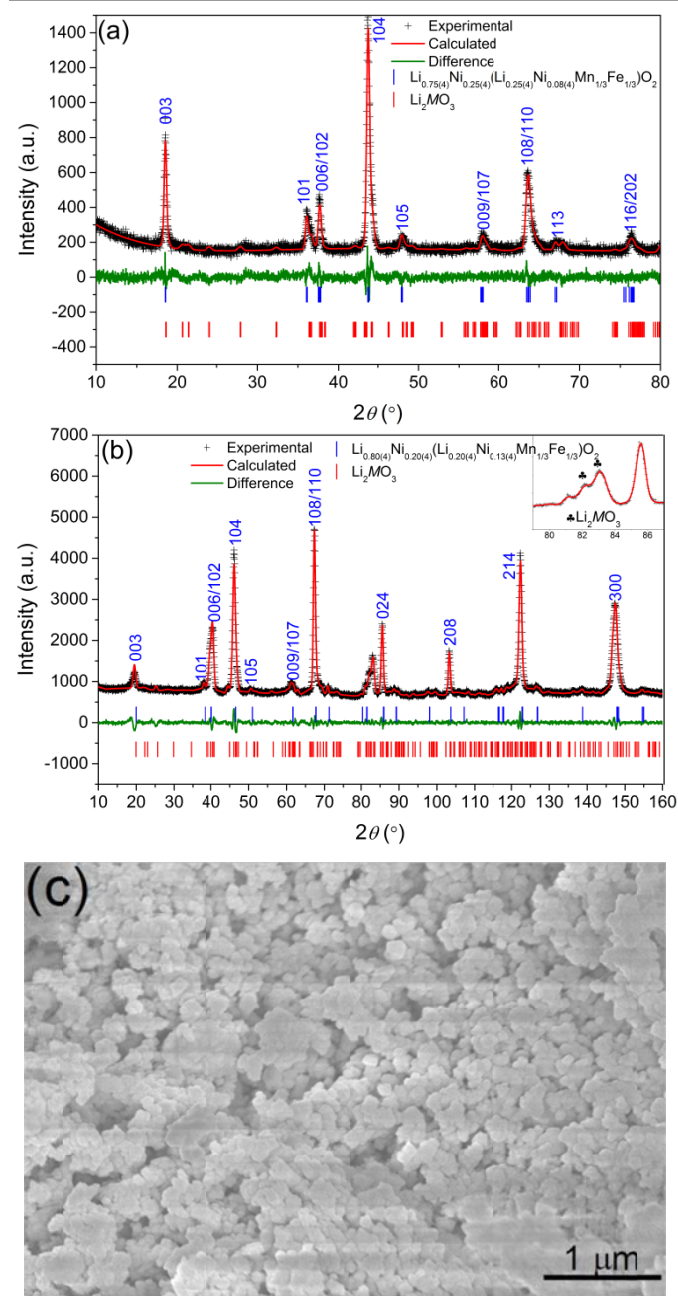 (a)
104
Experimental
Calculated
Difference
Li0.75(4)Ni0.25(4)(Li0.25(4)Ni0.08(4)Mn1/3Fe1/3)O2
Li2MO3
003
101
006/102
105
009/107
108/110
113
116/202
Intensity (a.u.)
1400
1200
1000
800
600
400
200
0
-200
-400
10 20 30 40 50 60 70 80
2θ (°)
(b)
Experimental
Calculated
Difference
Li0.80(4)Ni0.20(4)(Li0.20(4)Ni0.13(4)Mn1/3Fe1/3)O2
Li2MO3
003
101
006/102
104
105
009/107
108/110
024
208
214
300
♣
♣
♣Li2MO3
80 82 84 86
Intensity (a.u.)
7000
6000
5000
4000
3000
2000
1000
0
-1000
10 20 30 40 50 60 70 80 90 100 110 120 130 140 150 160
2θ (°)
(c)
1 μm